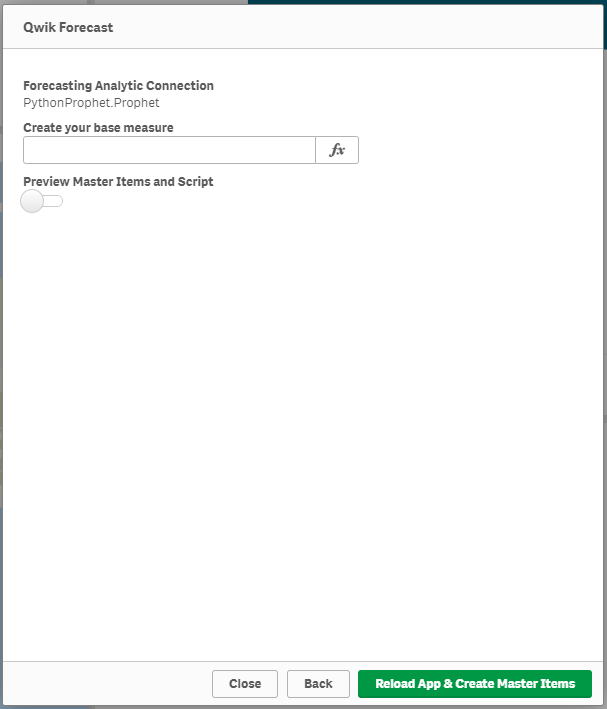 Qwik Forecast
Forecasting Analytic Connection
PythonProphet.Prophet
Create your base measure
fx
Preview Master Items and Script
Close Back Reload App & Create Master Items